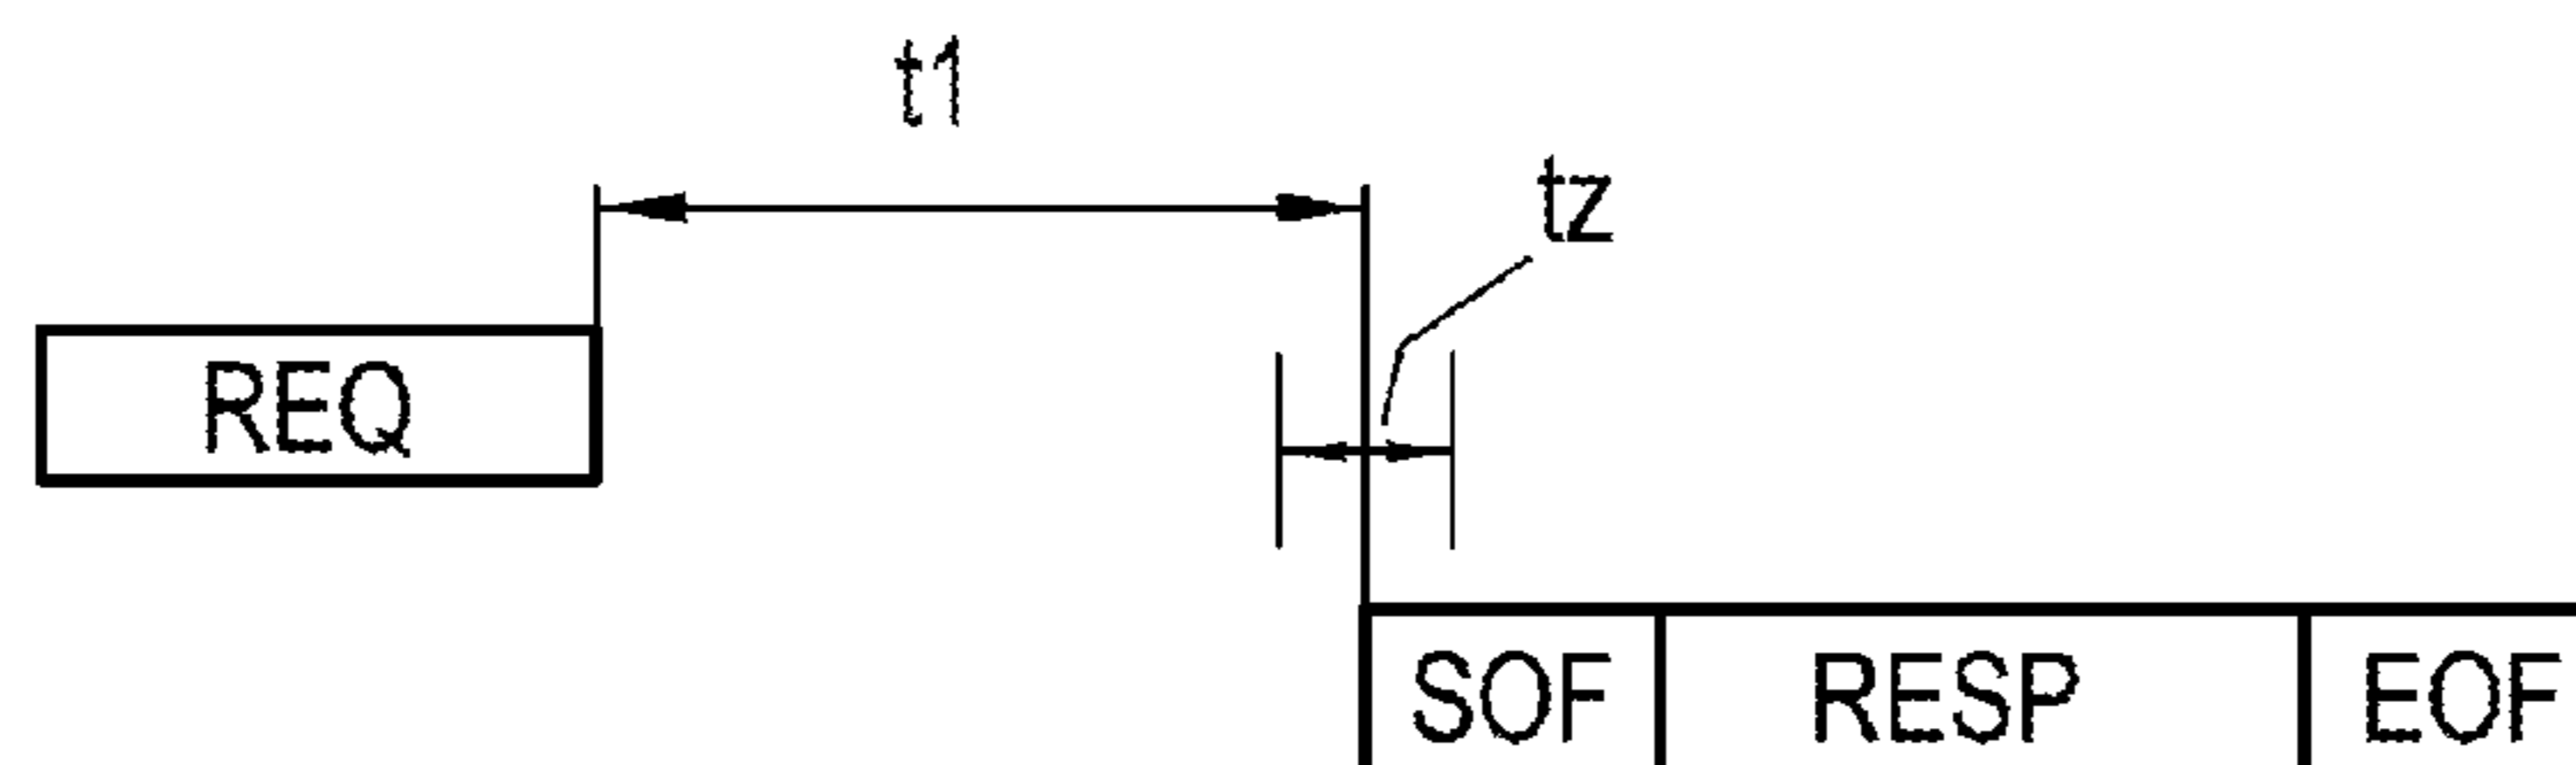 t1
tz
REQ
SOF RESP EOF